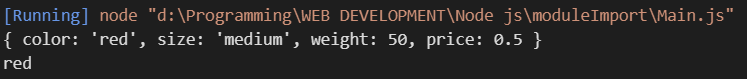 [Running] node "d:\Programming\WEB DEVELOPMENT\Node js\moduleImport\Main.js"
{ color: 'red', size: 'medium', weight: 50, price: 0.5 }
red